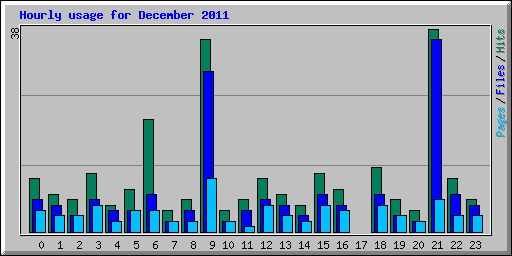 Hourly usage for December 2011
38
Pages / Files / Hits
0 1 2 3 4 5 6 7 8 9 10 11 12 13 14 15 16 17 18 19 20 21 22 23